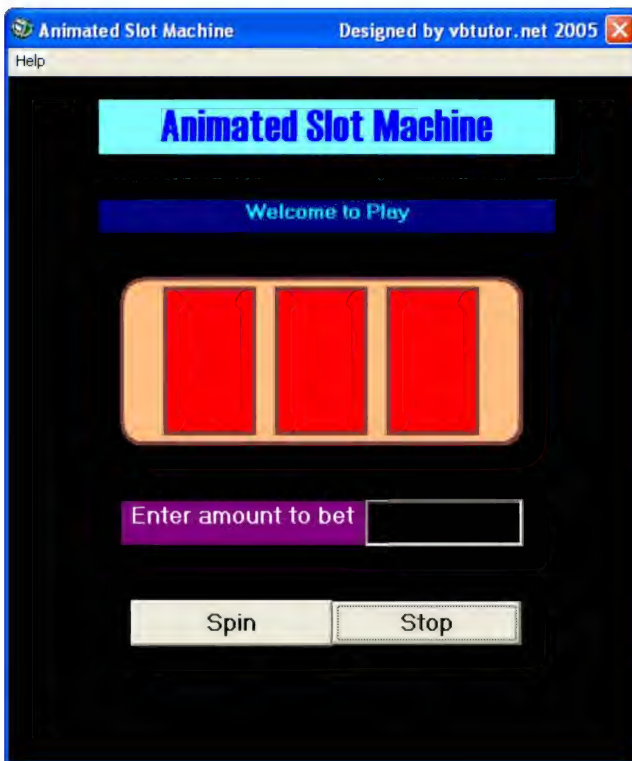 Animated Slot Machine Designed by vbtutor.net 2005
Help
Animated Slot Machine
Welcome to Play
Enter amount to bet
Spin Stop